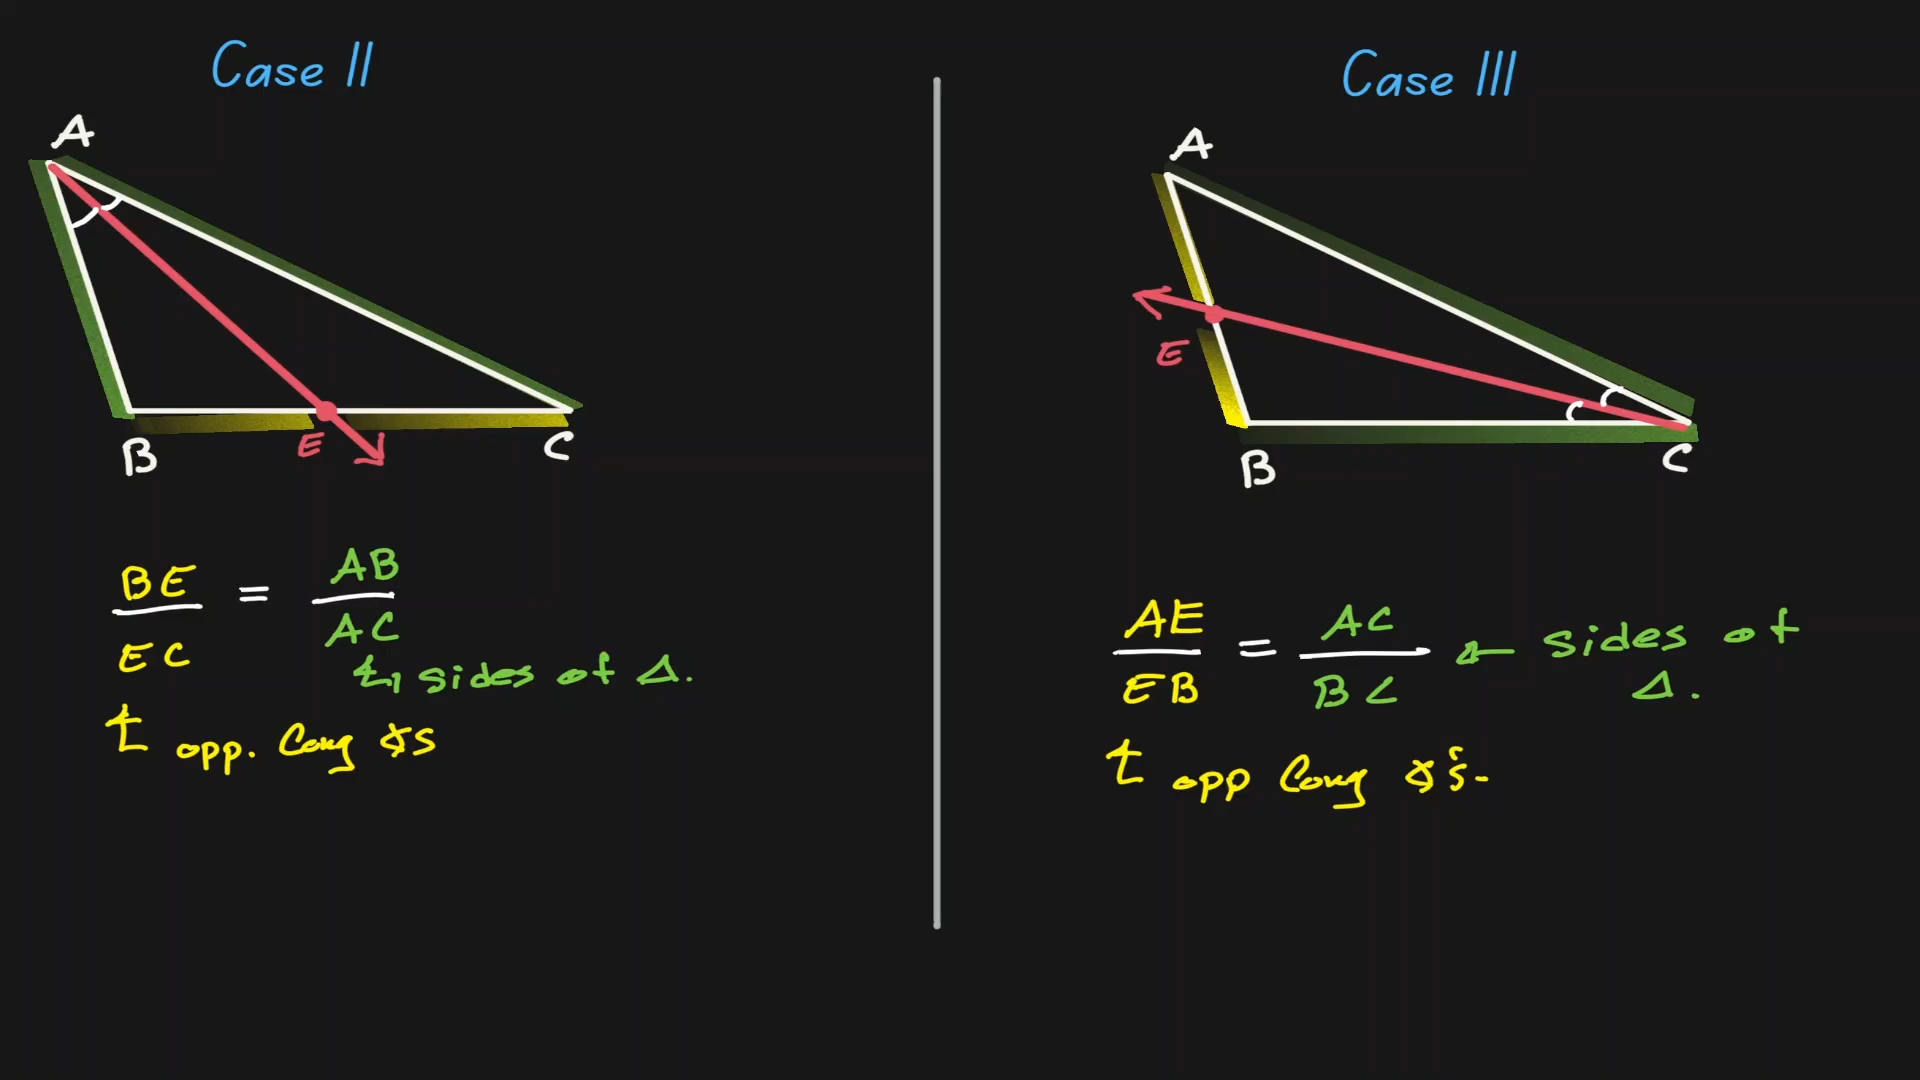 Case II
A
B
E
C
BE = AB
EC AC
sides of Δ.
opp. Cong ∡s
Case III
A
E
B
C
AE = AC ← sides of
EB BC Δ.
opp Cong ∡'s.